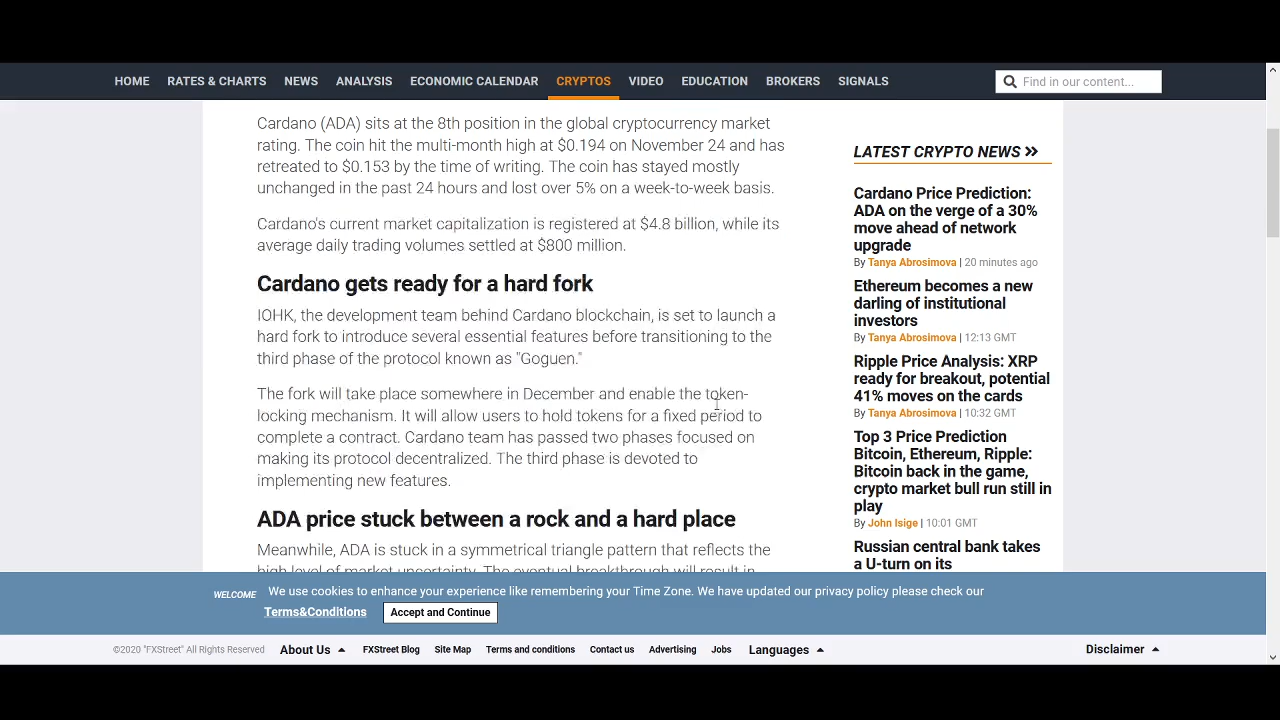 HOME RATES & CHARTS NEWS ANALYSIS ECONOMIC CALENDAR CRYPTOS VIDEO EDUCATION BROKERS SIGNALS
Find in our content...
Cardano (ADA) sits at the 8th position in the global cryptocurrency market
rating. The coin hit the multi-month high at $0.194 on November 24 and has
retreated to $0.153 by the time of writing. The coin has stayed mostly
unchanged in the past 24 hours and lost over 5% on a week-to-week basis.
Cardano's current market capitalization is registered at $4.8 billion, while its
average daily trading volumes settled at $800 million.
Cardano gets ready for a hard fork
IOHK, the development team behind Cardano blockchain, is set to launch a
hard fork to introduce several essential features before transitioning to the
third phase of the protocol known as "Goguen."
The fork will take place somewhere in December and enable the token-
locking mechanism. It will allow users to hold tokens for a fixed period to
complete a contract. Cardano team has passed two phases focused on
making its protocol decentralized. The third phase is devoted to
implementing new features.
ADA price stuck between a rock and a hard place
Meanwhile, ADA is stuck in a symmetrical triangle pattern that reflects the
high level of market uncertainty. The eventual breakthrough will result in
LATEST CRYPTO NEWS
Cardano Price Prediction:
ADA on the verge of a 30%
move ahead of network
upgrade
By Tanya Abrosimova | 20 minutes ago
Ethereum becomes a new
darling of institutional
investors
By Tanya Abrosimova | 12:13 GMT
Ripple Price Analysis: XRP
ready for breakout, potential
41% moves on the cards
By Tanya Abrosimova | 10:32 GMT
Top 3 Price Prediction
Bitcoin, Ethereum, Ripple:
Bitcoin back in the game,
crypto market bull run still in
play
By John Isige | 10:01 GMT
Russian central bank takes
a U-turn on its
WELCOME We use cookies to enhance your experience like remembering your Time Zone. We have updated our privacy policy please check our
Terms&Conditions Accept and Continue
©2020 "FXStreet" All Rights Reserved About Us FXStreet Blog Site Map Terms and conditions Contact us Advertising Jobs Languages Disclaimer